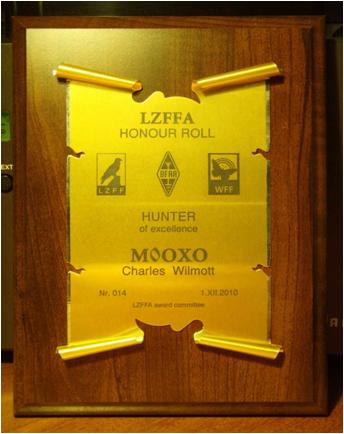 LZFFA
HONOUR ROLL
LZFF
BFRA
WFF
HUNTER
of excellence
M0OXO
Charles Wilmott
Nr. 014 1.XII.2010
LZFFA award committee
EXT